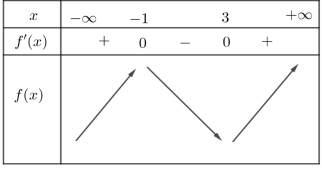 x −∞ −1 3 +∞
f′(x) + 0 − 0 +
f(x)